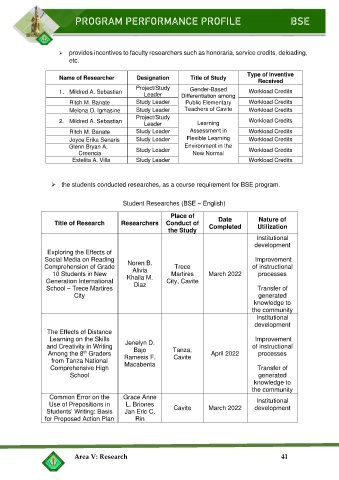 PROGRAM PERFORMANCE PROFILE BSE
➢ provides incentives to faculty researchers such as honoraria, service credits, deloading,
etc.
Name of Researcher Designation Title of Study Type of Inventive Received
1. Mildred A. Sebastian Project/Study Leader Workload Credits
Ritch M. Banate Study Leader Workload Credits
Melona O. Igmasine Study Leader Workload Credits
Gender-Based
Differentiation among
Public Elementary
Teachers of Cavite
2. Mildred A. Sebastian Project/Study Leader Workload Credits
Ritch M. Banate Study Leader Workload Credits
Joyce Erika Senaris Study Leader Workload Credits
Glenn Bryan A. Creencia Study Leader Workload Credits
Estelita A. Villa Study Leader Workload Credits
Learning
Assessment in
Flexible Learning
Environment in the
New Normal
➢ the students conducted researches, as a course requirement for BSE program.
Student Researches (BSE – English)
Title of Research Researchers Place of Conduct of the Study Date Completed Nature of Utilization
Exploring the Effects of
Social Media on Reading
Comprehension of Grade
10 Students in New
Generation International
School – Trece Martires
City
Noren B.
Alivia
Khaila M.
Diaz
Trece
Martires
City, Cavite
March 2022
Institutional
development
Improvement
of instructional
processes
Transfer of
generated
knowledge to
the community
The Effects of Distance
Learning on the Skills
and Creativity in Writing
Among the 8th Graders
from Tanza National
Comprehensive High
School
Jenelyn D.
Bajo
Ramesis F.
Macabenta
Tanza,
Cavite
April 2022
Institutional
development
Improvement
of instructional
processes
Transfer of
generated
knowledge to
the community
Common Error on the
Use of Prepositions in
Students' Writing: Basis
for Proposed Action Plan
Grace Anne
L. Briones
Jan Eric C.
Rin
Cavite
March 2022
Institutional
development
Area V: Research 41